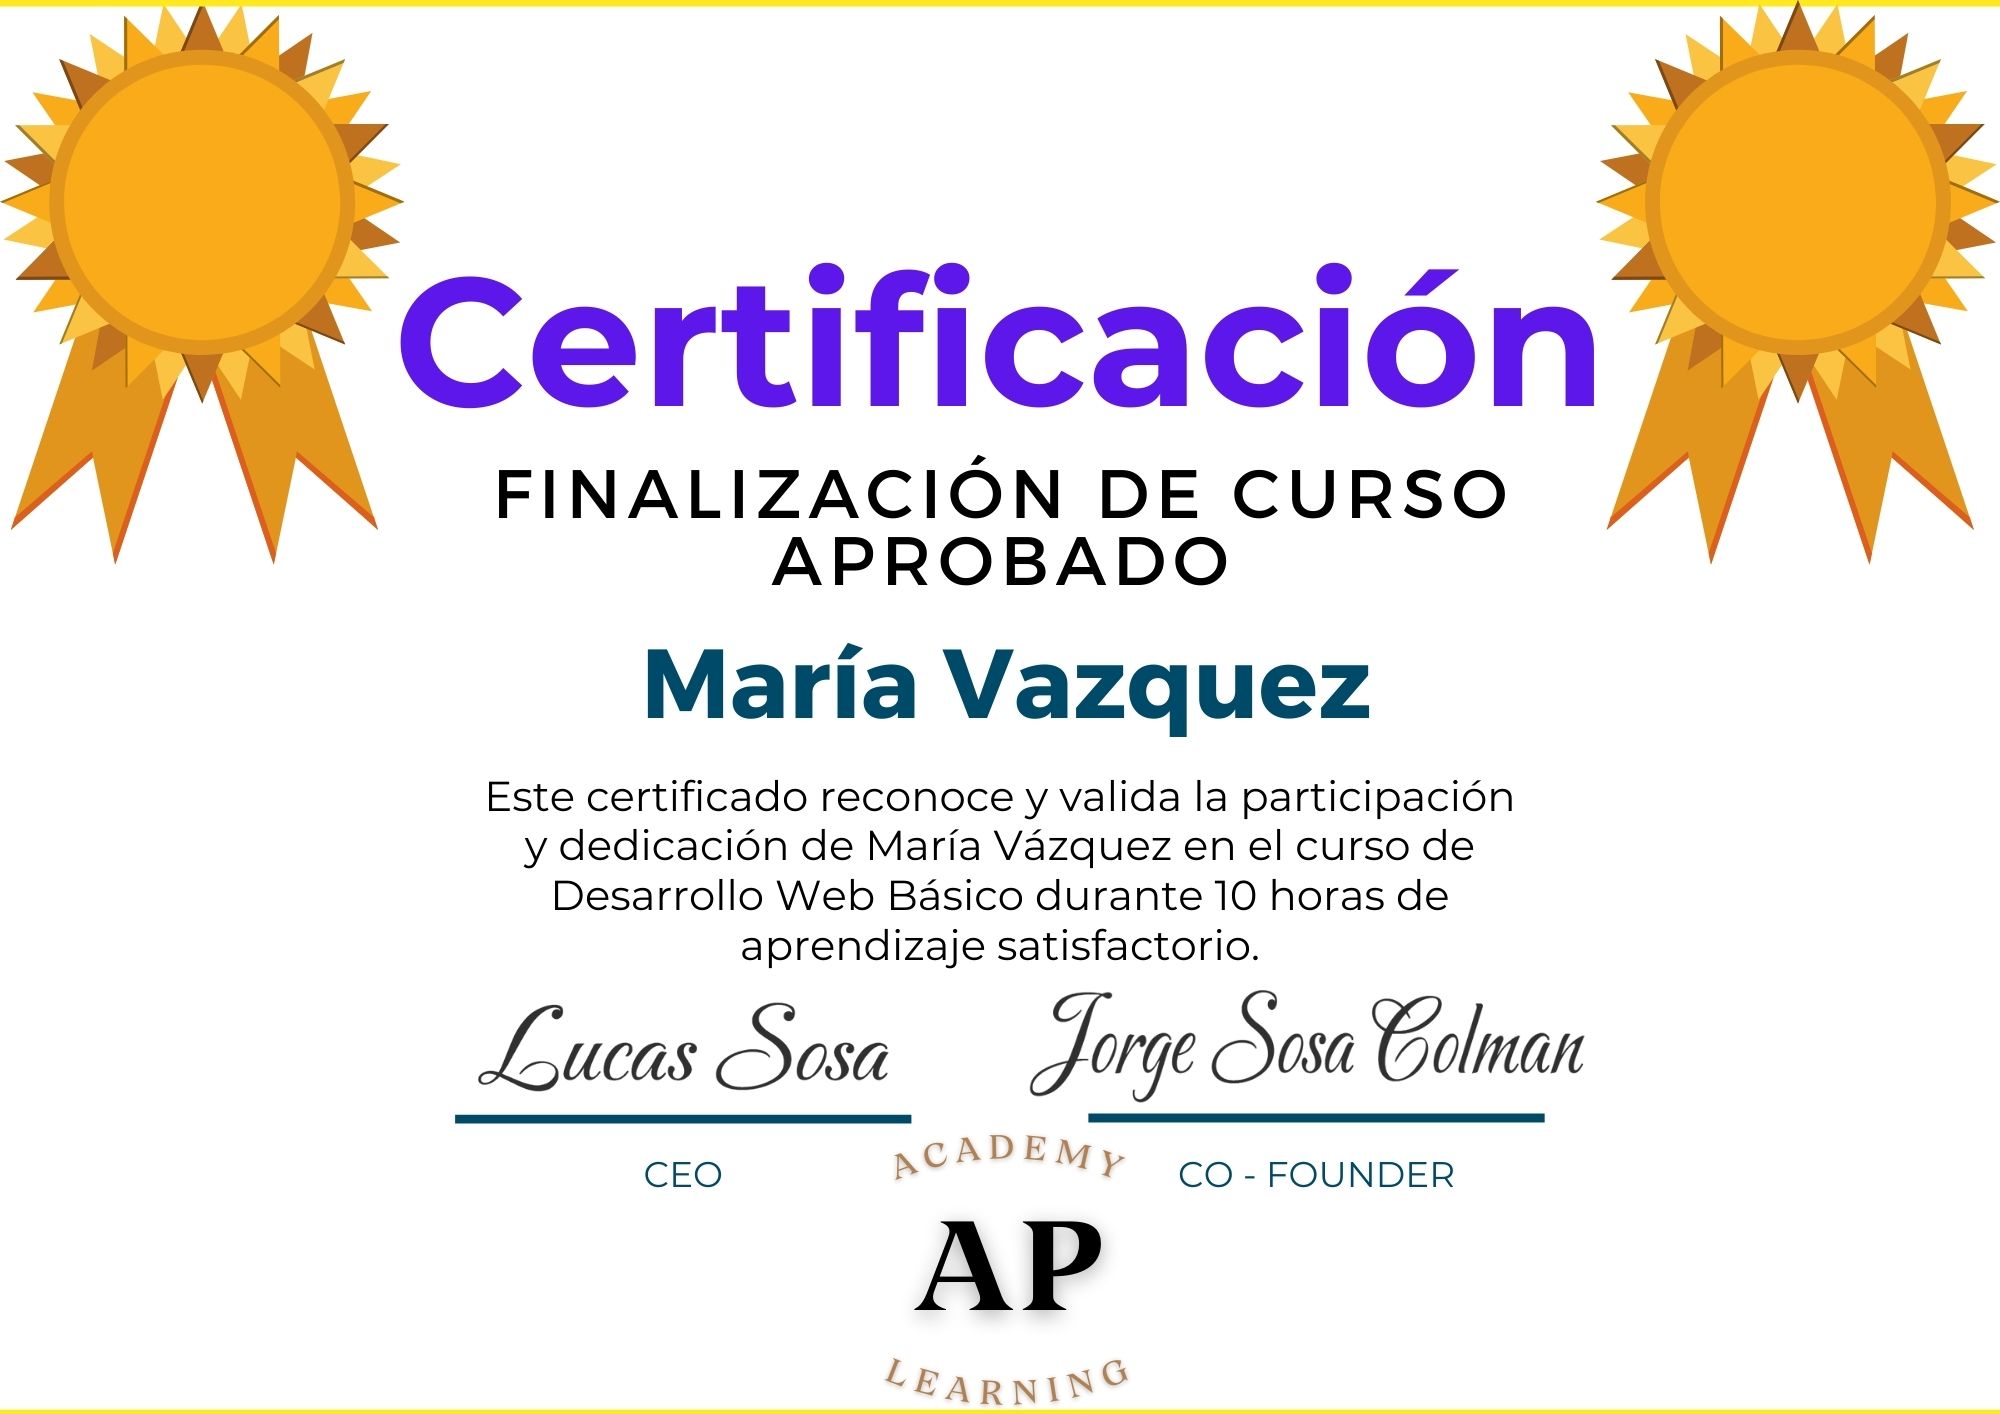 Certificación
FINALIZACIÓN DE CURSO
APROBADO
María Vazquez
Este certificado reconoce y valida la participación
y dedicación de María Vázquez en el curso de
Desarrollo Web Básico durante 10 horas de
aprendizaje satisfactorio.
Lucas Sosa
Jorge Sosa Colman
CEO
CO - FOUNDER
ACADEMY
AP
LEARNING